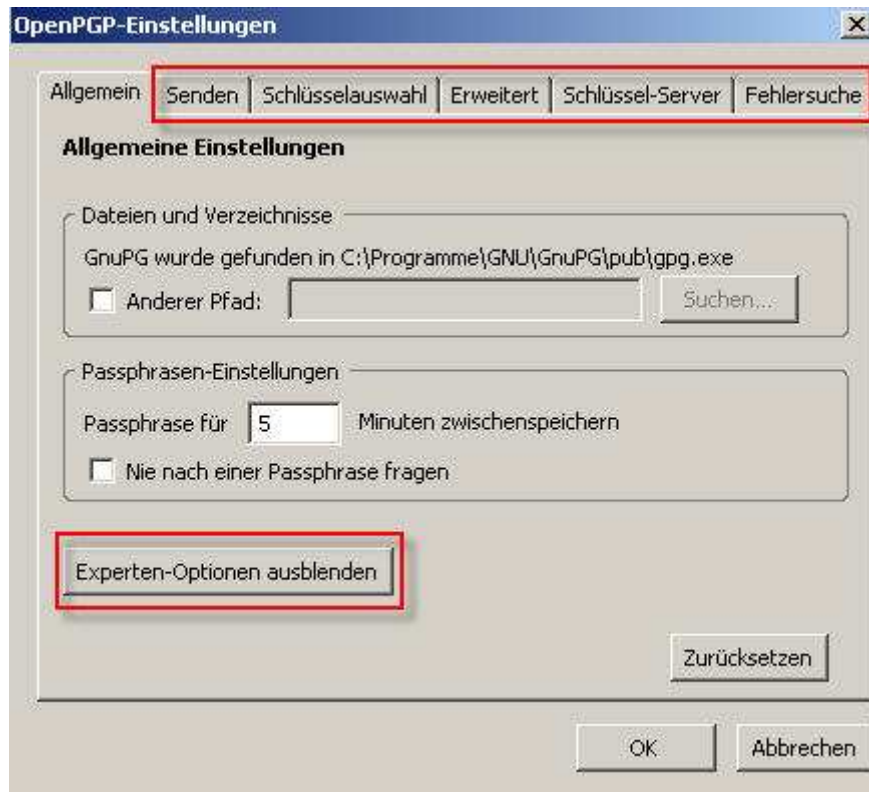 OpenPGP-Einstellungen
Allgemein Senden Schlüsselauswahl Erweitert Schlüssel-Server Fehlersuche
Allgemeine Einstellungen
Dateien und Verzeichnisse
GnuPG wurde gefunden in C:\Programme\GNU\GnuPG\pub\gpg.exe
Anderer Pfad: Suchen...
Passphrasen-Einstellungen
Passphrase für 5 Minuten zwischenspeichern
Nie nach einer Passphrase fragen
Experten-Optionen ausblenden
Zurücksetzen
OK Abbrechen